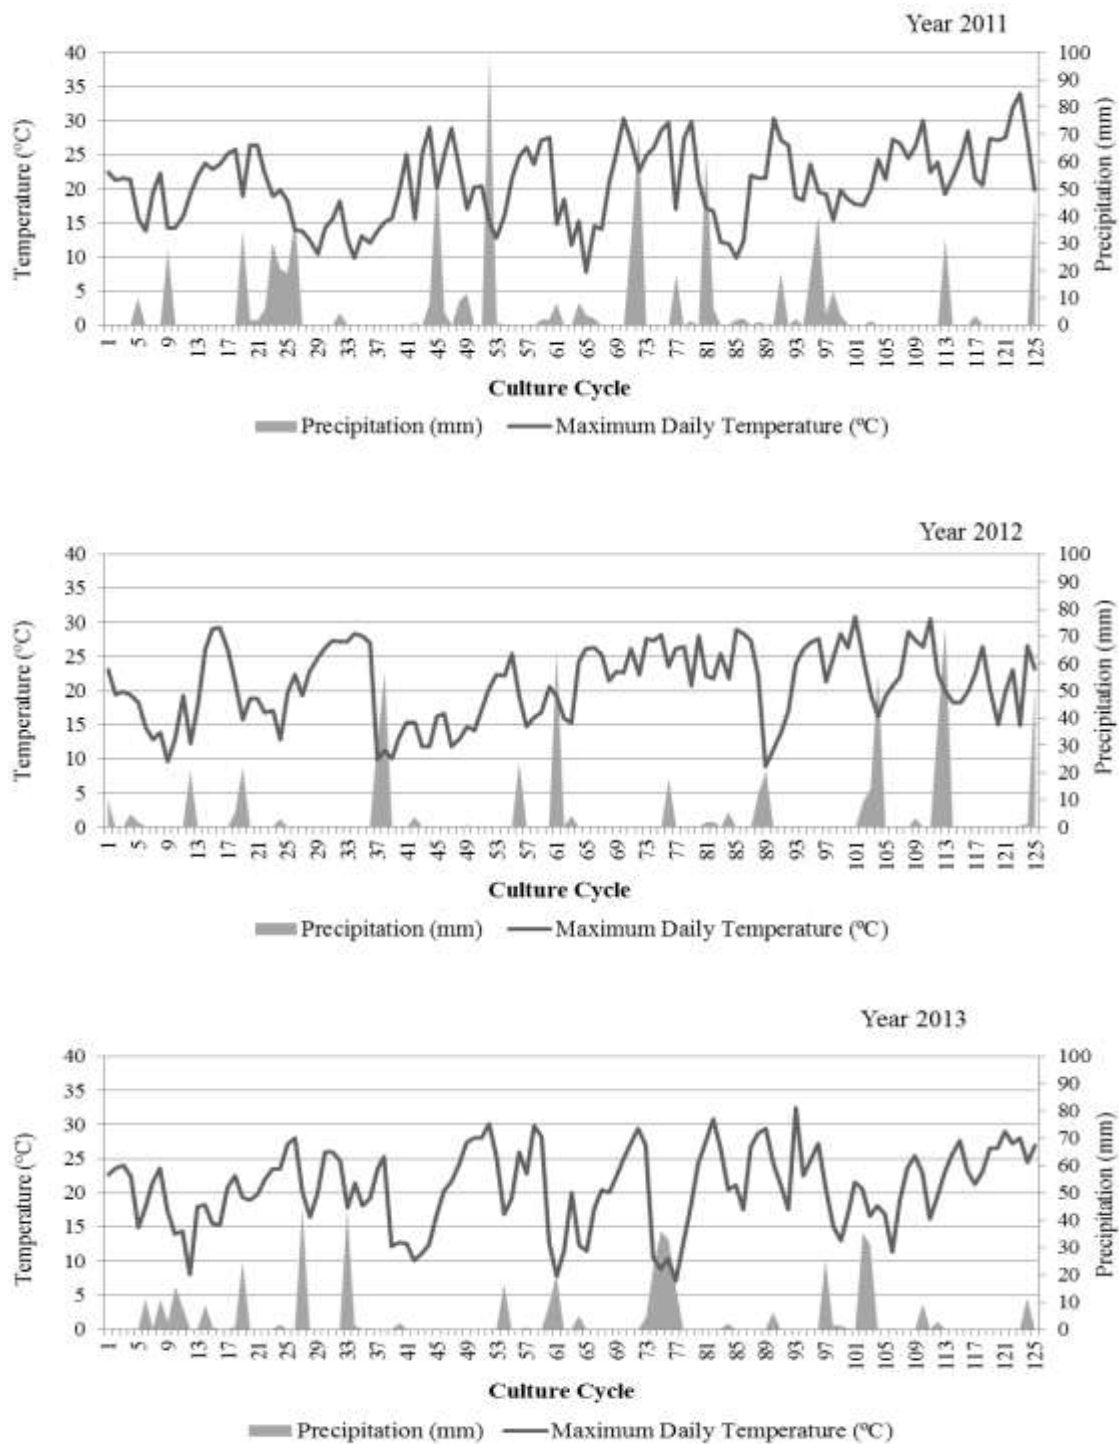 Year 2011
40 35 30 25 20 15 10 5 0
Temperature (ºC)
100 90 80 70 60 50 40 30 20 10 0
Precipitation (mm)
1 5 9 13 17 21 25 29 33 37 41 45 49 53 57 61 65 69 73 77 81 85 89 93 97 101 105 109 113 117 121 125
Culture Cycle
Precipitation (mm) Maximum Daily Temperature (ºC)
Year 2012
40 35 30 25 20 15 10 5 0
Temperature (ºC)
100 90 80 70 60 50 40 30 20 10 0
Precipitation (mm)
1 5 9 13 17 21 25 29 33 37 41 45 49 53 57 61 65 69 73 77 81 85 89 93 97 101 105 109 113 117 121 125
Culture Cycle
Precipitation (mm) Maximum Daily Temperature (ºC)
Year 2013
40 35 30 25 20 15 10 5 0
Temperature (ºC)
100 90 80 70 60 50 40 30 20 10 0
Precipitation (mm)
1 5 9 13 17 21 25 29 33 37 41 45 49 53 57 61 65 69 73 77 81 85 89 93 97 101 105 109 113 117 121 125
Culture Cycle
Precipitation (mm) Maximum Daily Temperature (ºC)